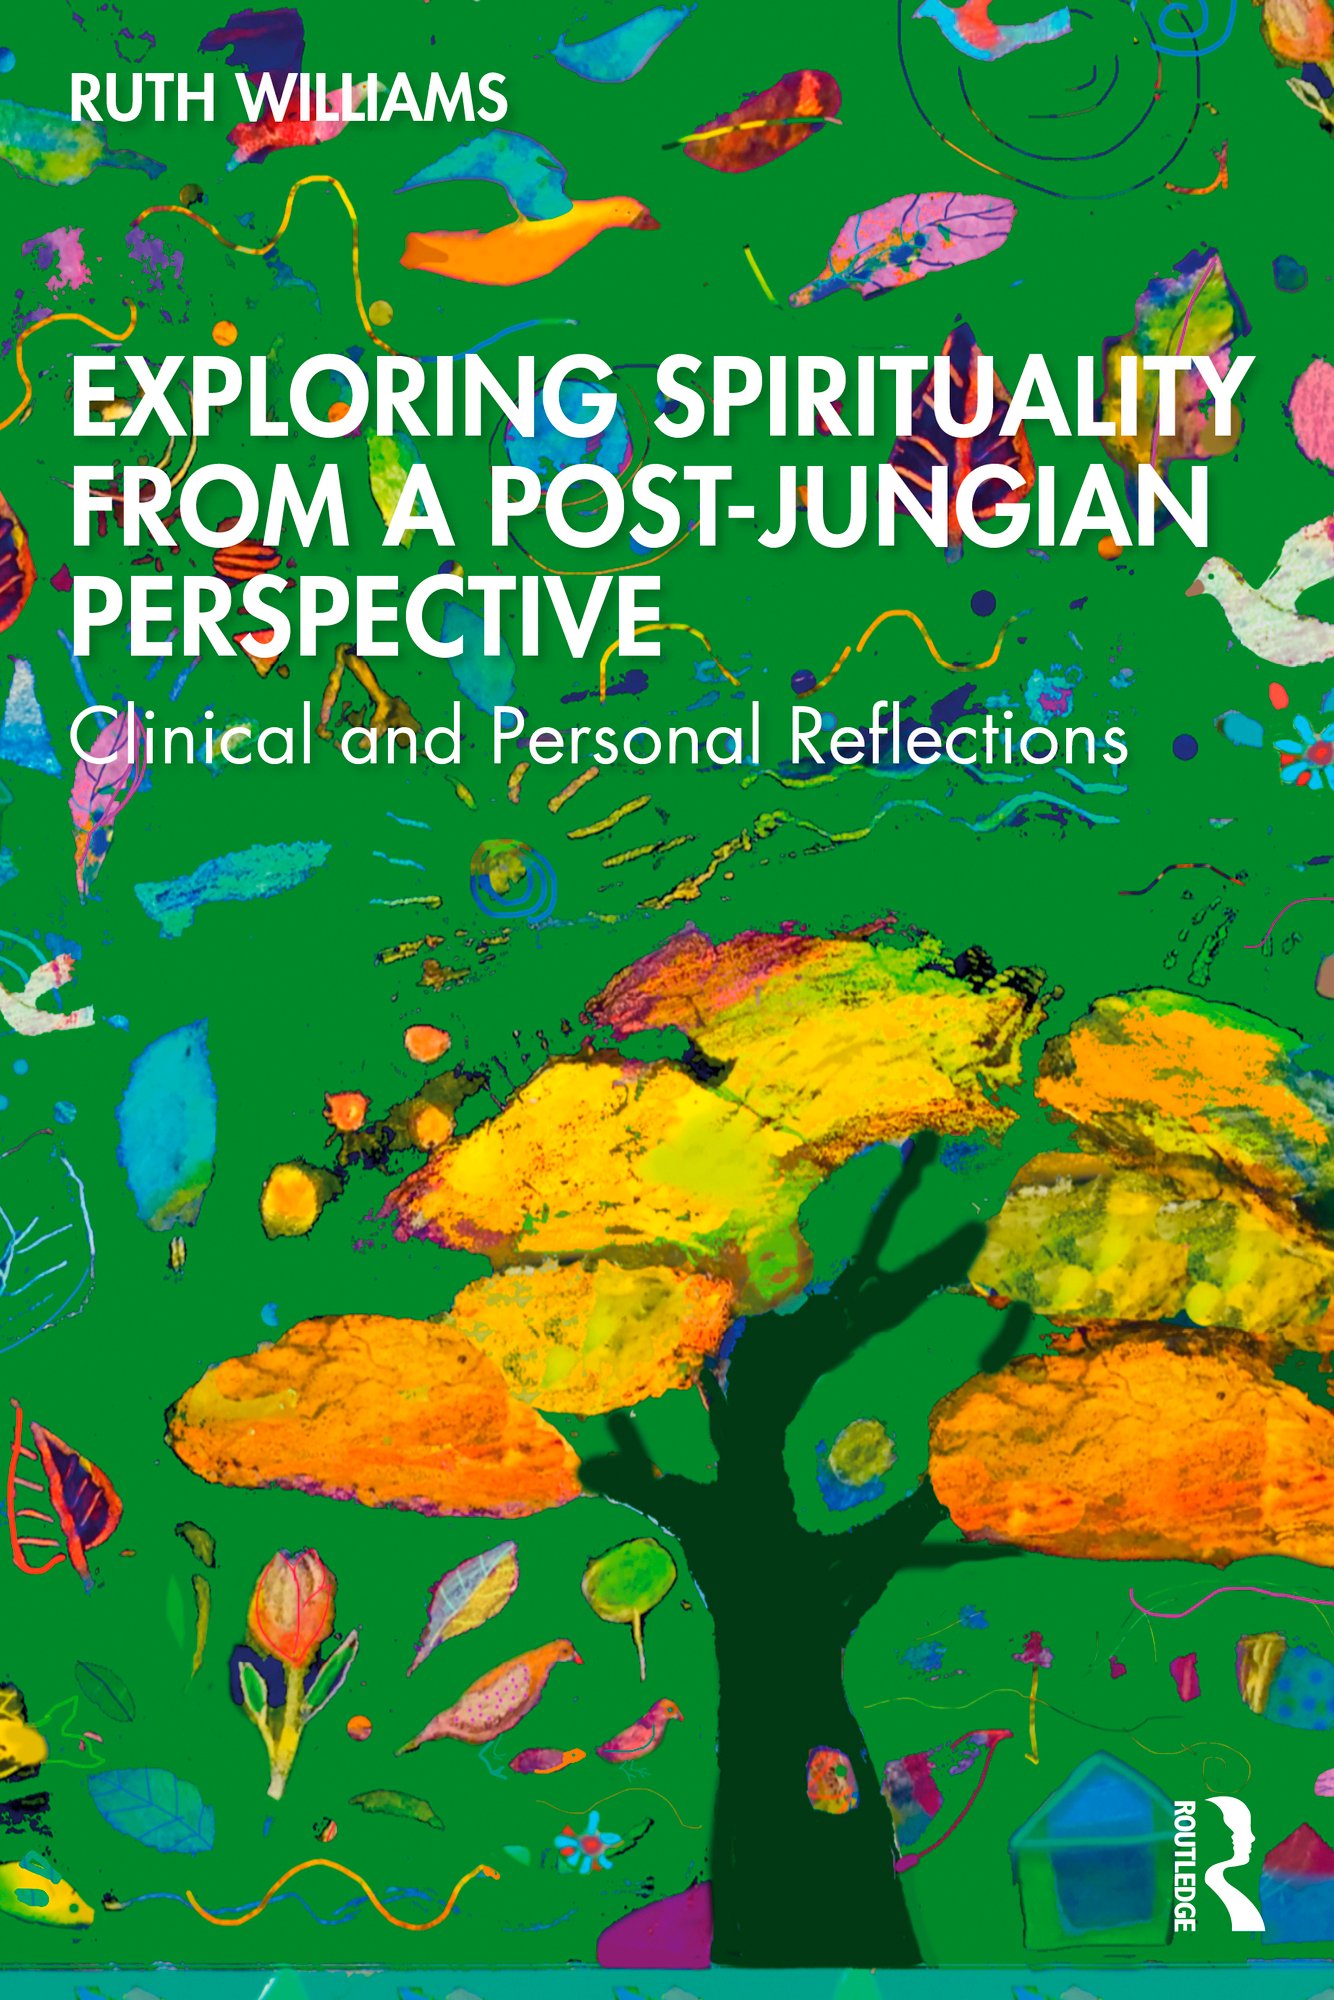 RUTH WILLIAMS
EXPLORING SPIRITUALITY
FROM A POST-JUNGIAN
PERSPECTIVE
Clinical and Personal Reflections
ROUTLEDGE